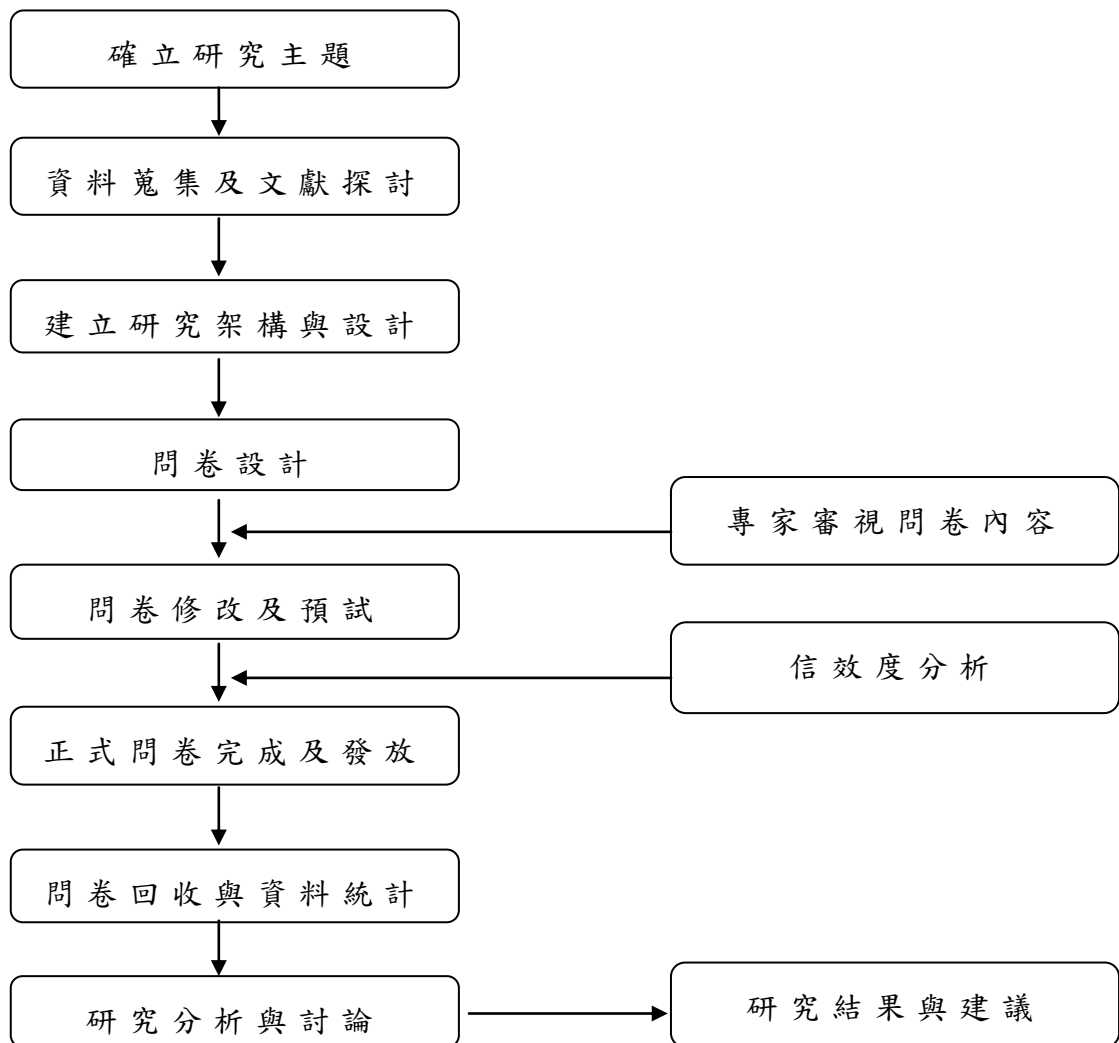 確立研究主題
資料蒐集及文獻探討
建立研究架構與設計
問卷設計
專家審視問卷內容
問卷修改及預試
信效度分析
正式問卷完成及發放
問卷回收與資料統計
研究分析與討論
研究結果與建議